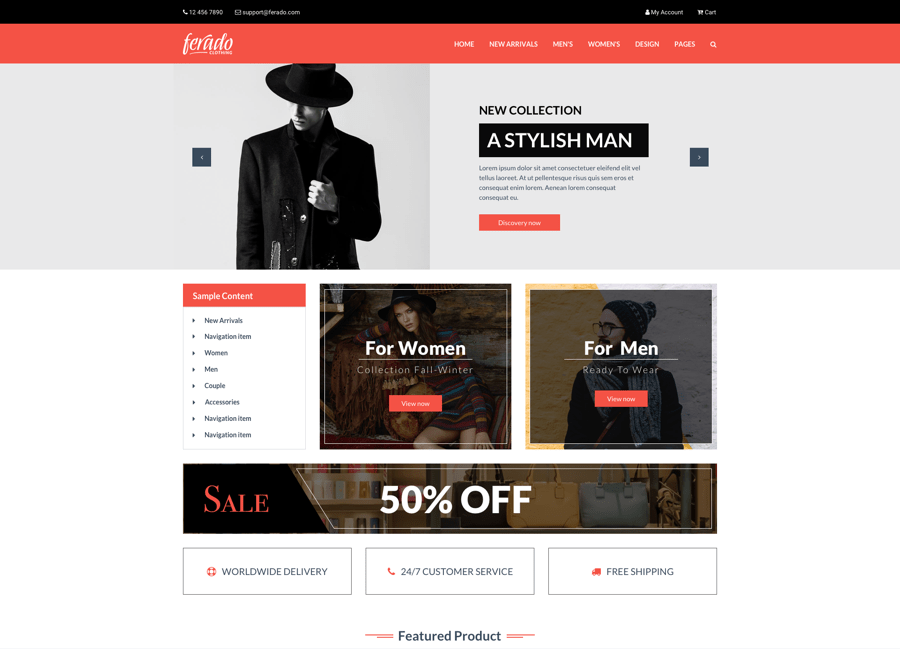 12 456 7890
support@ferado.com
My Account
Cart
ferado
CLOTHING
HOME
NEW ARRIVALS
MEN'S
WOMEN'S
DESIGN
PAGES
NEW COLLECTION
A STYLISH MAN
Lorem ipsum dolor sit amet consectetuer eleifend elit vel
tellus laoreet. At ut pellentesque risus quis sem eros et
consequat enim lorem. Aenean lorem consequat
consequat eu.
Discovery now
Sample Content
New Arrivals
Navigation item
Women
Men
Couple
Accessories
Navigation item
Navigation item
For Women
Collection Fall-Winter
View now
For Men
Ready To Wear
View now
SALE
50% OFF
WORLDWIDE DELIVERY
24/7 CUSTOMER SERVICE
FREE SHIPPING
Featured Product